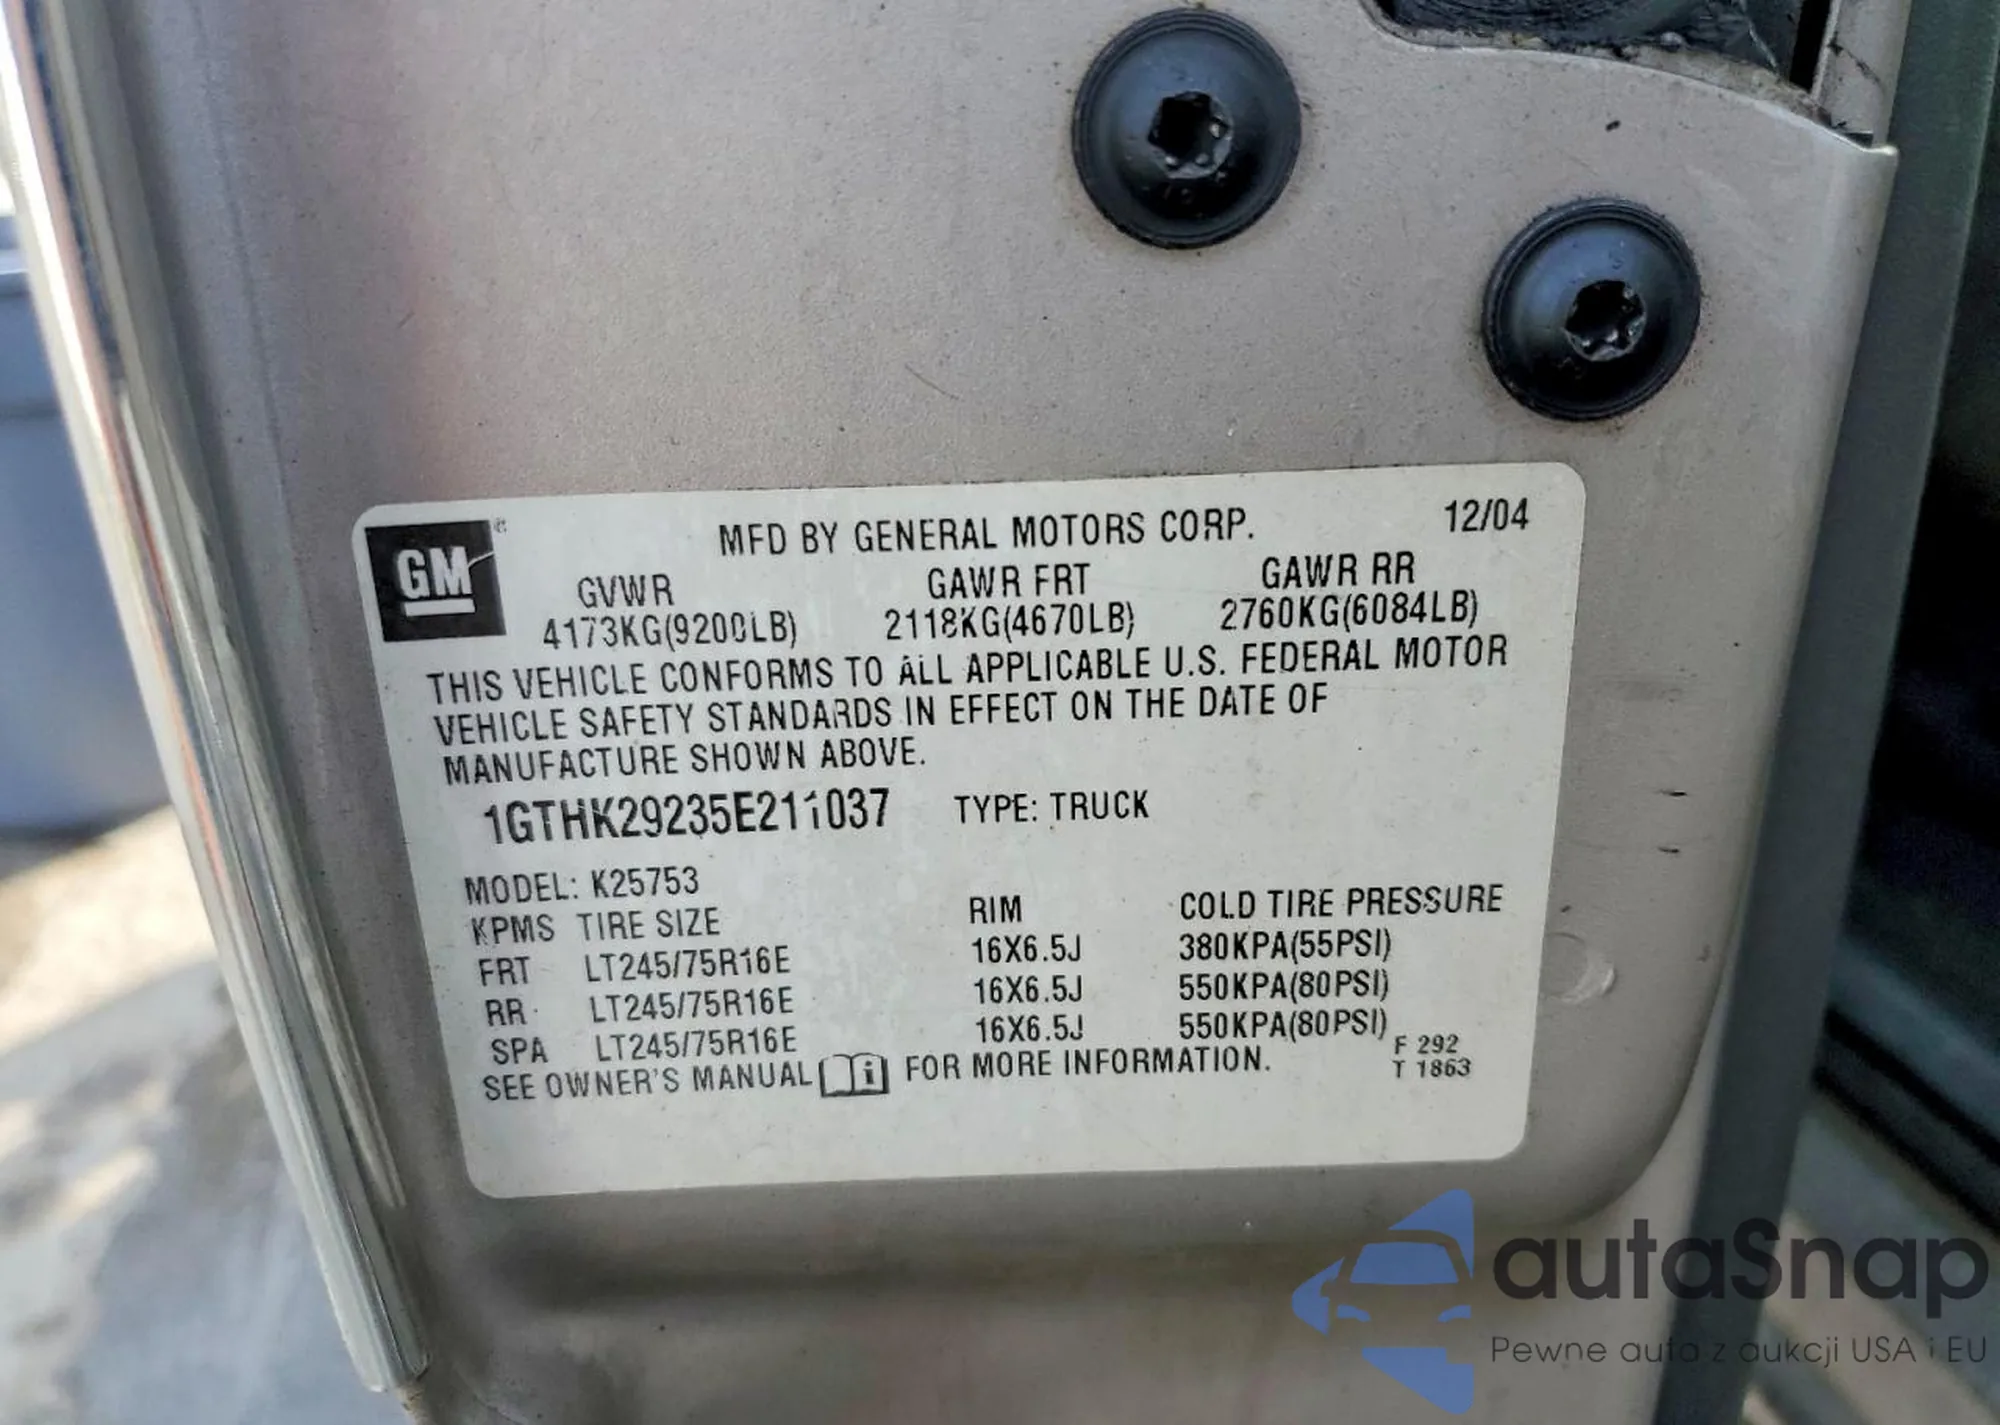 GM
®
MFD BY GENERAL MOTORS CORP. 12/04
GVWR GAWR FRT GAWR RR
4173KG(9200LB) 2118KG(4670LB) 2760KG(6084LB)
THIS VEHICLE CONFORMS TO ALL APPLICABLE U.S. FEDERAL MOTOR
VEHICLE SAFETY STANDARDS IN EFFECT ON THE DATE OF
MANUFACTURE SHOWN ABOVE.
1GTHK29235E211037 TYPE: TRUCK
MODEL: K25753
KPMS TIRE SIZE RIM COLD TIRE PRESSURE
FRT LT245/75R16E 16X6.5J 380KPA(55PSI)
RR LT245/75R16E 16X6.5J 550KPA(80PSI)
SPA LT245/75R16E 16X6.5J 550KPA(80PSI)
F 292
SEE OWNER'S MANUAL i FOR MORE INFORMATION.
T 1863
autaSnap
Pewne auta z aukcji USA i EU